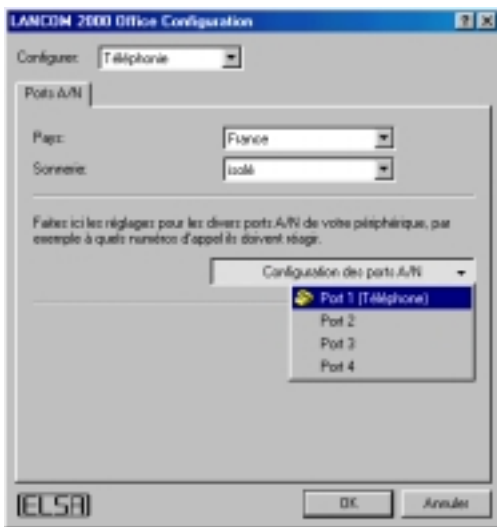 LANCOM 2000 Office Configuration
Configurer: Téléphonie
Ports A/N
Pays: France
Sonnerie: isolé
Faites ici les réglages pour les divers ports A/N de votre périphérique, par
exemple à quels numéros d'appel ils doivent réagir.
Configuration des ports A/N
Port 1 (Téléphone)
Port 2
Port 3
Port 4
ELSA
OK
Annuler